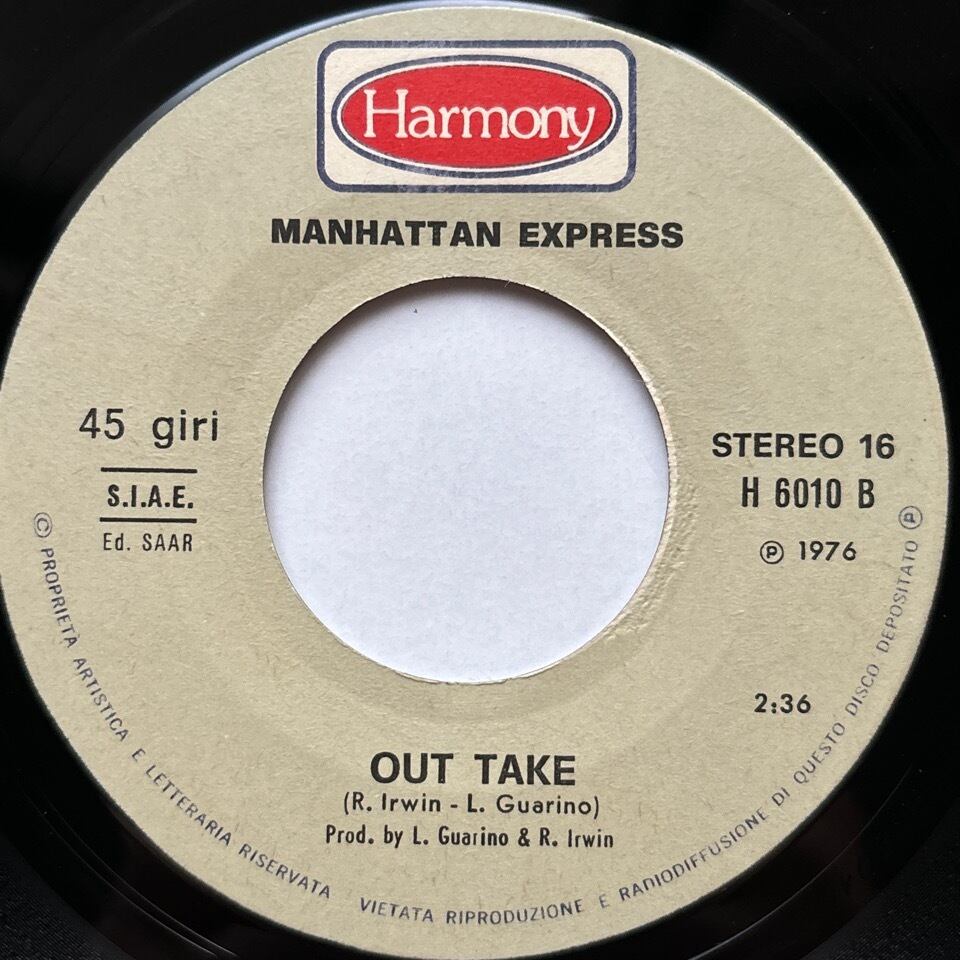 Harmony
MANHATTAN EXPRESS
45 giri
S.I.A.E.
Ed. SAAR
STEREO 16
H 6010 B
Ⓟ 1976
2:36
OUT TAKE
(R. Irwin - L. Guarino)
Prod. by L. Guarino & R. Irwin
© PROPRIETÀ ARTISTICA E LETTERARIA RISERVATA VIETATA RIPRODUZIONE E RADIODIFFUSIONE DI QUESTO DISCO DEPOSITATO Ⓟ